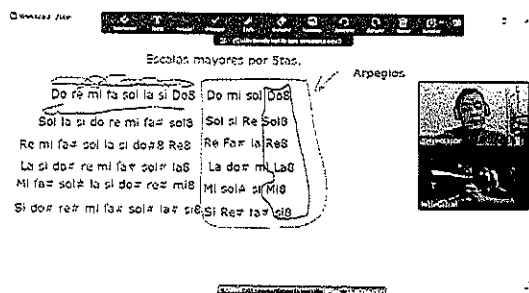 Escalas mayores por 5tas.
Arpegios
Do re mi fa sol la si Do8 Do mi sol Do8
Sol la si do re mi fa# sol8 Sol si Re Sol8
Re mi fa# sol la si do#8 Re8 Re Fa# la Re8
La si do# re mi fa# sol# la8 La do# mi La8
Mi fa# sol# la si do# re# mi8 Mi sol# si Mi8
Si do# re# mi fa# sol# la# si8 Si Re# fa# si8